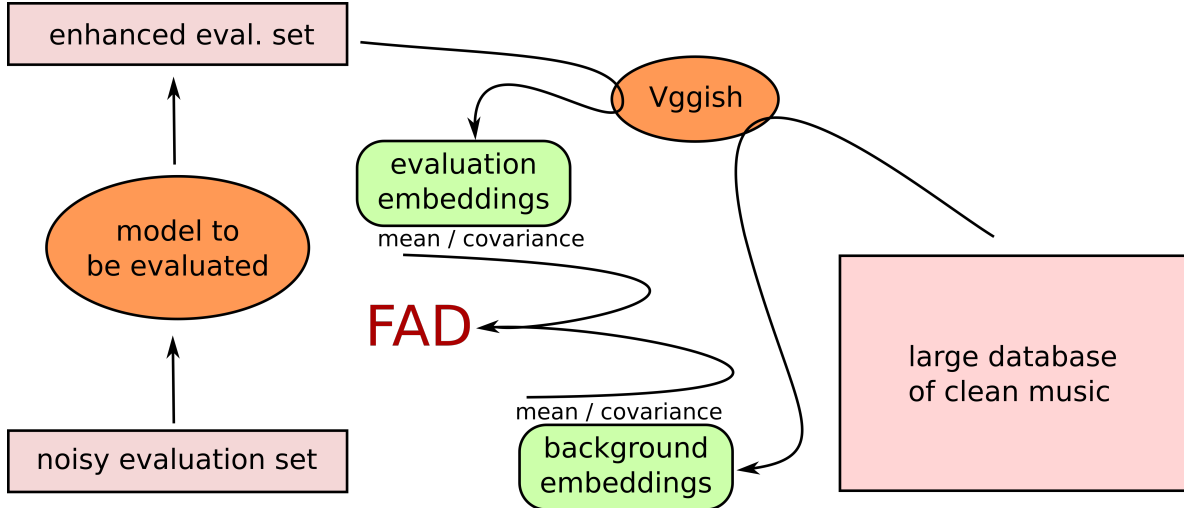 enhanced eval. set
Vggish
evaluation
embeddings
mean / covariance
model to
be evaluated
FAD
large database
of clean music
mean / covariance
background
embeddings
noisy evaluation set